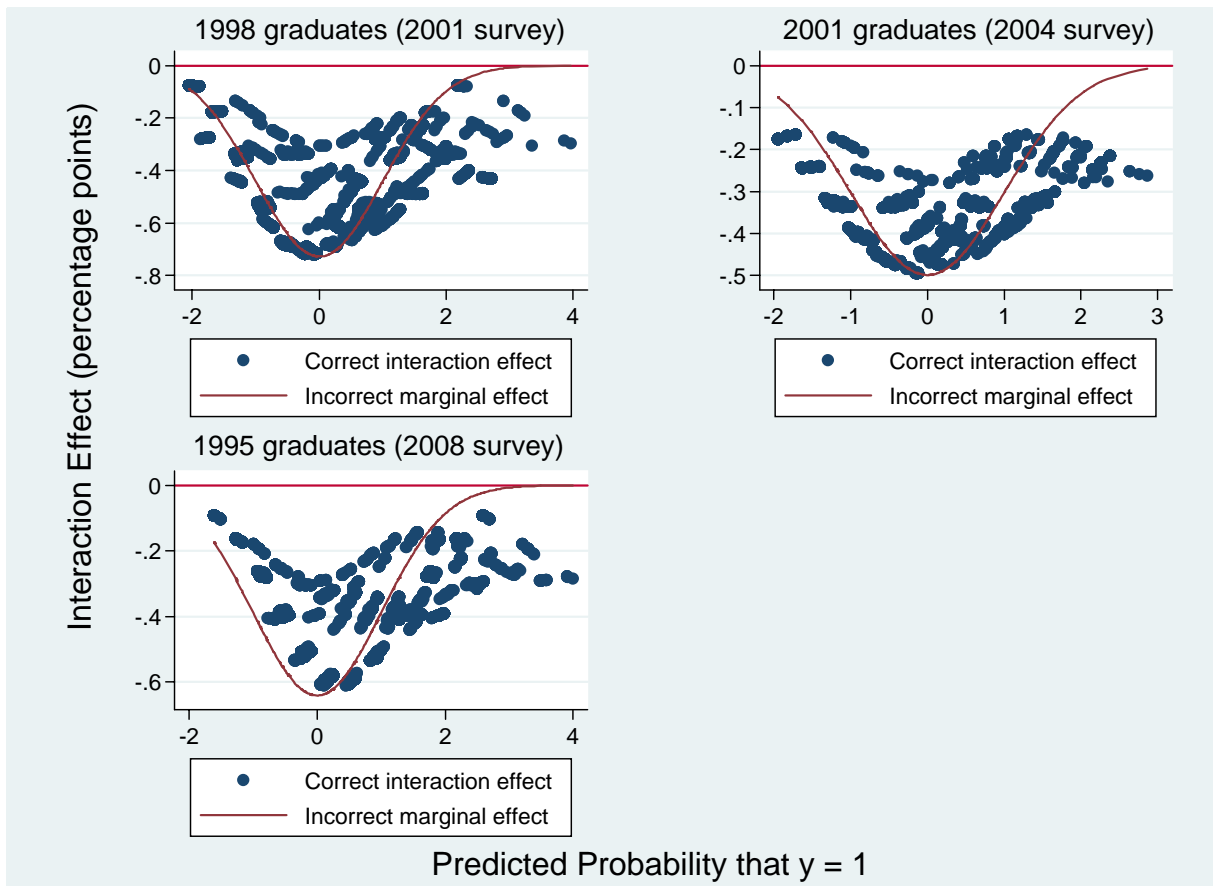 Interaction Effect (percentage points)
1998 graduates (2001 survey)
0
-.2
-.4
-.6
-.8
-2 0 2 4
Correct interaction effect
Incorrect marginal effect
2001 graduates (2004 survey)
0
-.1
-.2
-.3
-.4
-.5
-2 -1 0 1 2 3
Correct interaction effect
Incorrect marginal effect
1995 graduates (2008 survey)
0
-.2
-.4
-.6
-2 0 2 4
Correct interaction effect
Incorrect marginal effect
Predicted Probability that y = 1